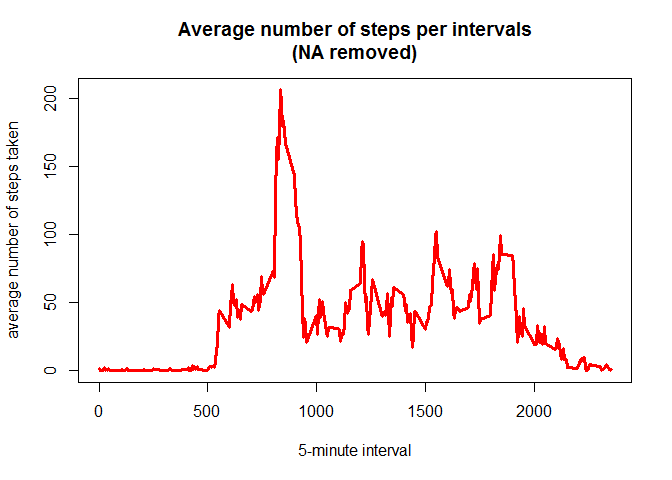 Average number of steps per intervals
(NA removed)
average number of steps taken
200
150
100
50
0
0 500 1000 1500 2000
5-minute interval